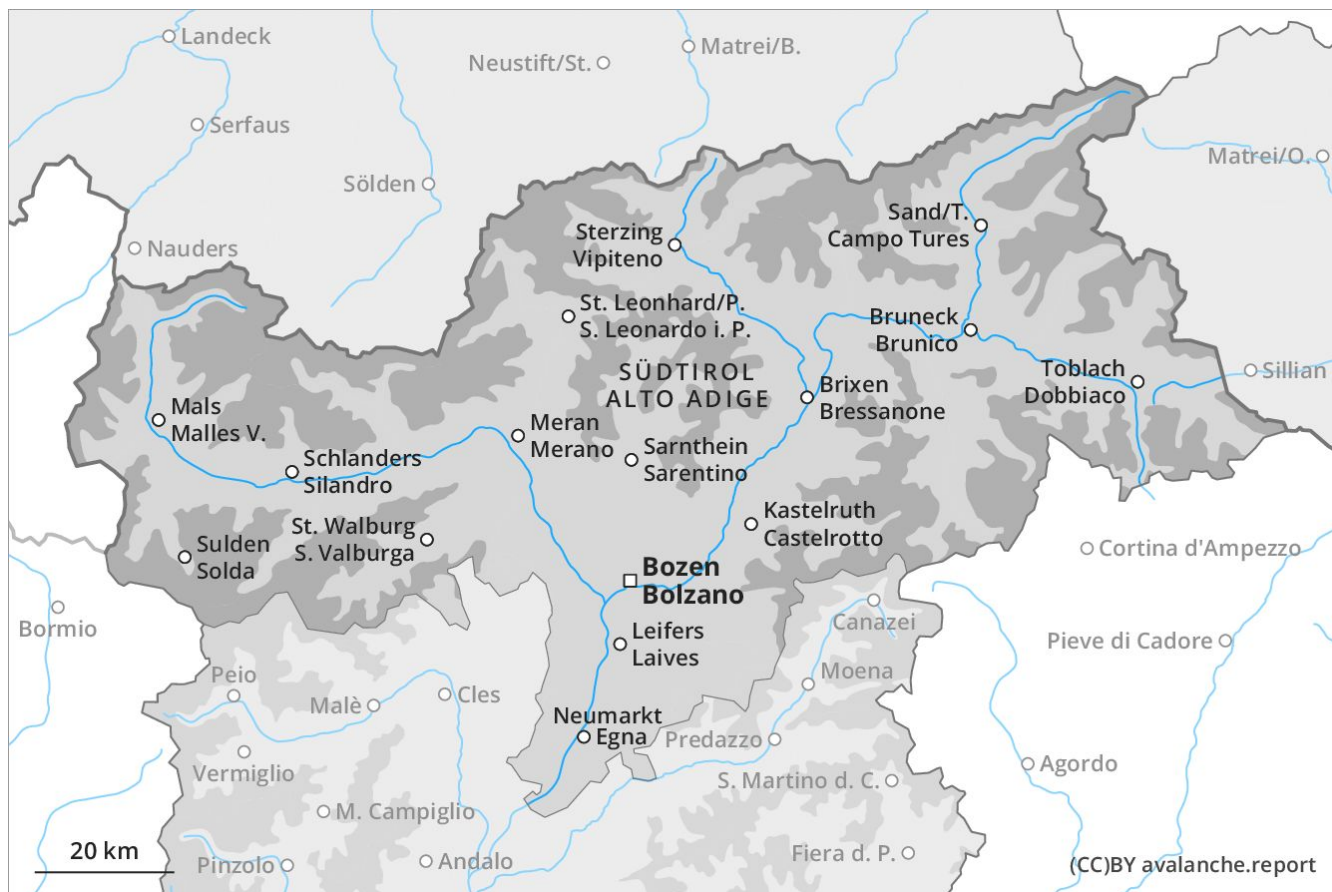 Landeck
Matrei/B.
Neustift/St.
Serfaus
Matrei/O.
Sölden
Sand/T.
Campo Tures
Sterzing
Vipiteno
Nauders
St. Leonhard/P.
S. Leonardo i. P.
Bruneck
Brunico
SÜDTIROL
ALTO ADIGE
Toblach
Dobbiaco
Sillian
Brixen
Bressanone
Mals
Malles V.
Meran
Merano
Sarnthein
Sarentino
Schlanders
Silandro
Kastelruth
Castelrotto
St. Walburg
S. Valburga
Sulden
Solda
Cortina d'Ampezzo
Bozen
Bolzano
Bormio
Canazei
Leifers
Laives
Pieve di Cadore
Peio
Moena
Malè
Cles
Neumarkt
Egna
Predazzo
Vermiglio
Agordo
S. Martino d. C.
M. Campiglio
20 km
Pinzolo
Andalo
Fiera d. P.
(CC)BY avalanche.report